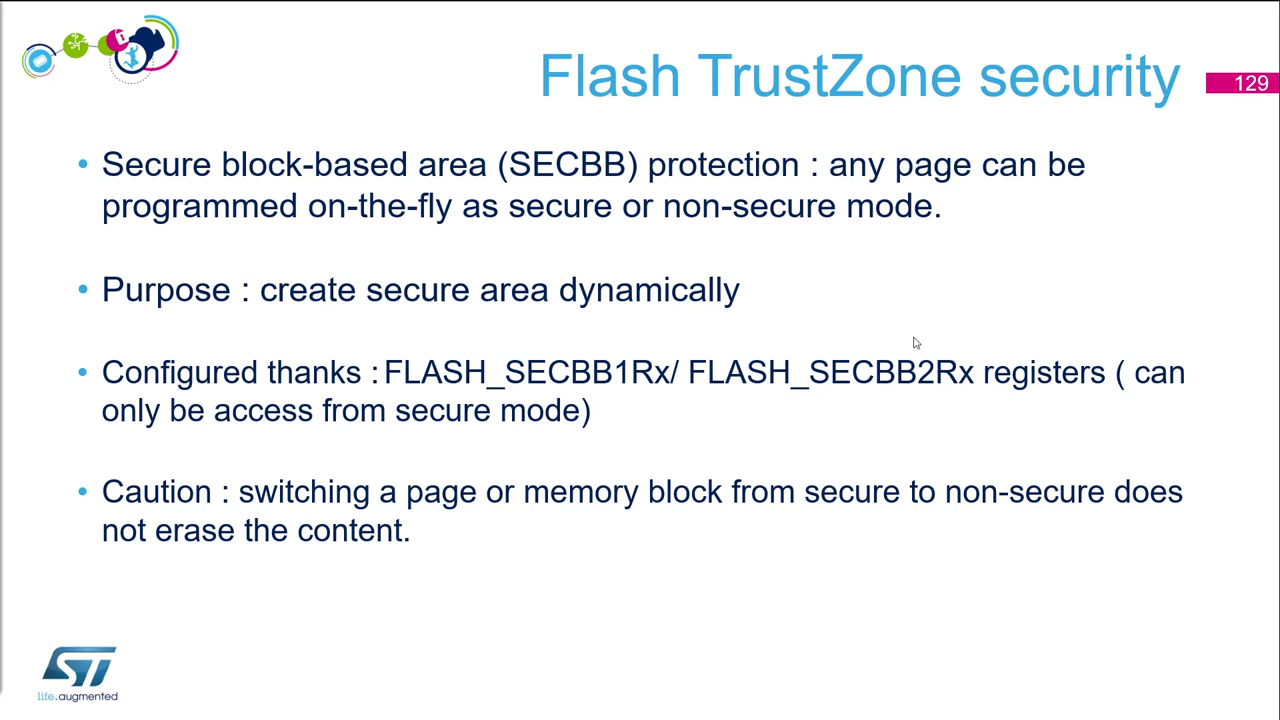 Flash TrustZone security
129
• Secure block-based area (SECBB) protection : any page can be
programmed on-the-fly as secure or non-secure mode.
• Purpose : create secure area dynamically
• Configured thanks : FLASH_SECBB1Rx/ FLASH_SECBB2Rx registers ( can
only be access from secure mode)
• Caution : switching a page or memory block from secure to non-secure does
not erase the content.
ST
life.augmented